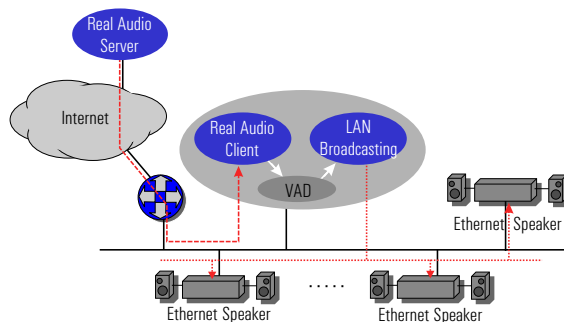 Real Audio
Server
Internet
Real Audio
Client
LAN
Broadcasting
VAD
Ethernet Speaker
.....
Ethernet Speaker
Ethernet Speaker